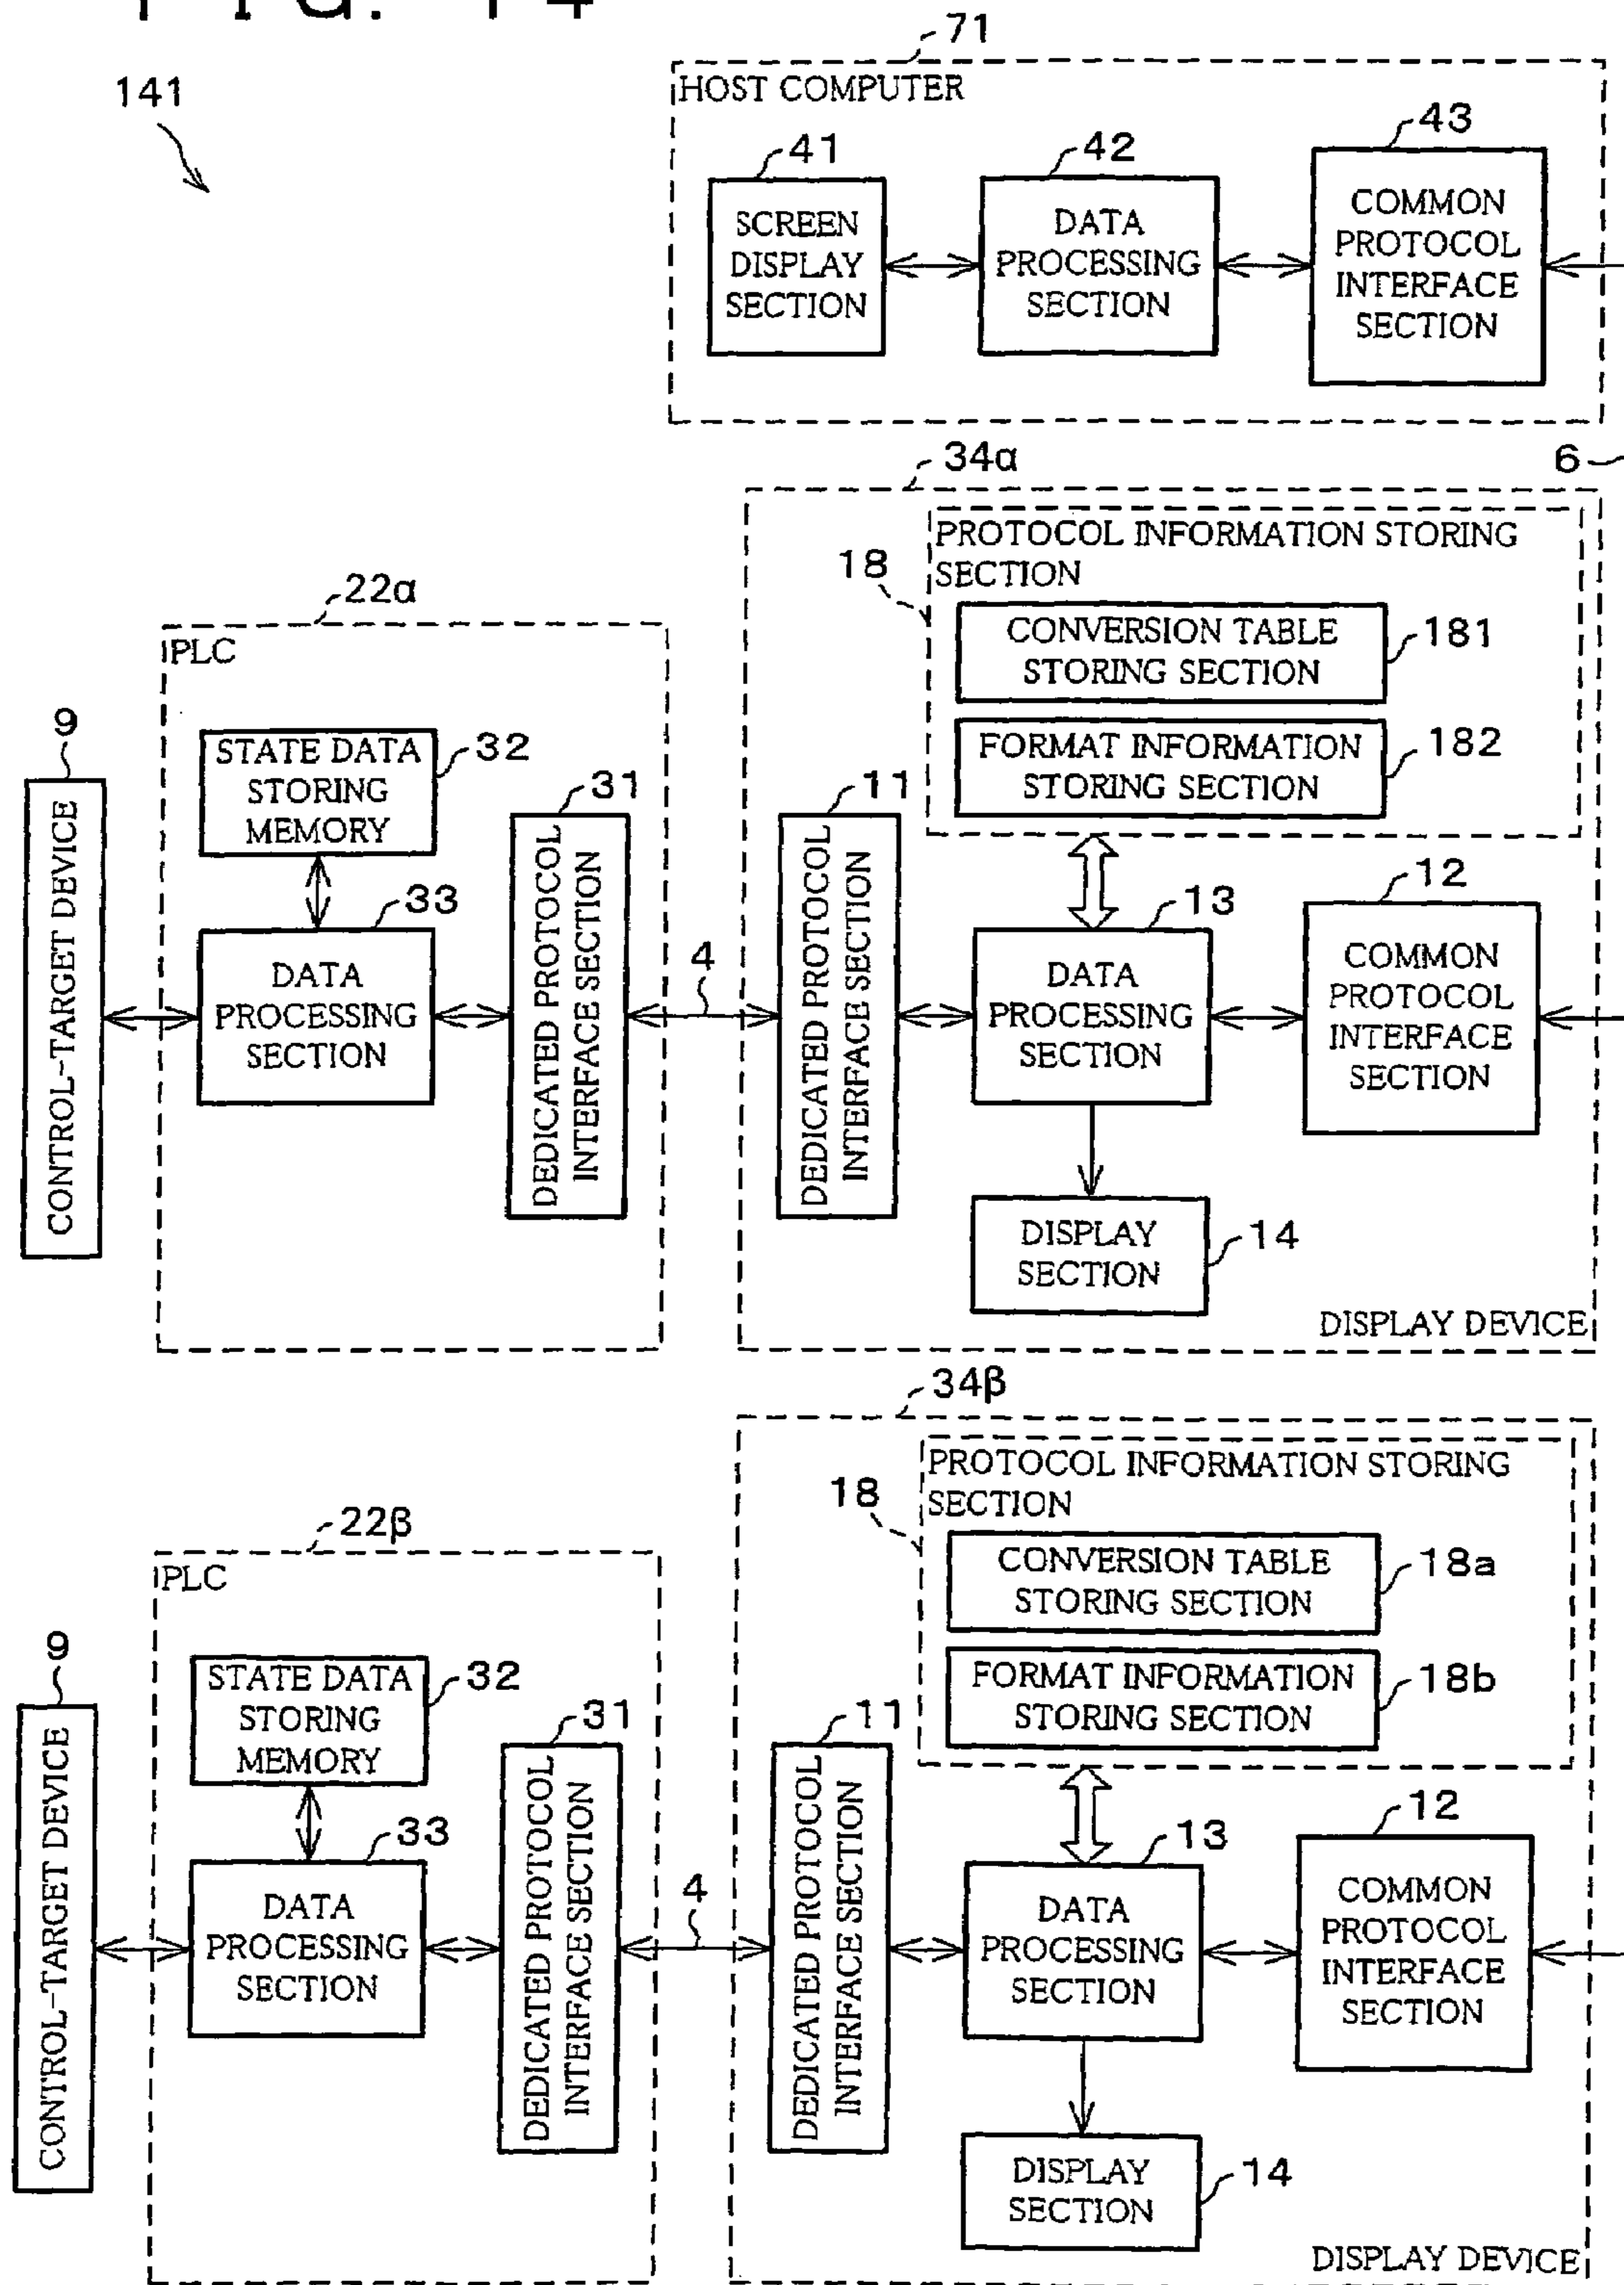 FIG. 14
141
71
HOST COMPUTER
41
SCREEN
DISPLAY
SECTION
42
DATA
PROCESSING
SECTION
43
COMMON
PROTOCOL
INTERFACE
SECTION
6
34α
PROTOCOL INFORMATION STORING
SECTION
18
CONVERSION TABLE
STORING SECTION
181
FORMAT INFORMATION
STORING SECTION
182
22α
PLC
9
CONTROL-TARGET DEVICE
STATE DATA
STORING
MEMORY
32
33
DATA
PROCESSING
SECTION
31
DEDICATED PROTOCOL
INTERFACE SECTION
4
11
DEDICATED PROTOCOL
INTERFACE SECTION
13
DATA
PROCESSING
SECTION
12
COMMON
PROTOCOL
INTERFACE
SECTION
DISPLAY
SECTION
14
DISPLAY DEVICE
34β
PROTOCOL INFORMATION STORING
SECTION
18
CONVERSION TABLE
STORING SECTION
18a
FORMAT INFORMATION
STORING SECTION
18b
22β
PLC
9
CONTROL-TARGET DEVICE
STATE DATA
STORING
MEMORY
32
33
DATA
PROCESSING
SECTION
31
DEDICATED PROTOCOL
INTERFACE SECTION
4
11
DEDICATED PROTOCOL
INTERFACE SECTION
13
DATA
PROCESSING
SECTION
12
COMMON
PROTOCOL
INTERFACE
SECTION
DISPLAY
SECTION
14
DISPLAY DEVICE